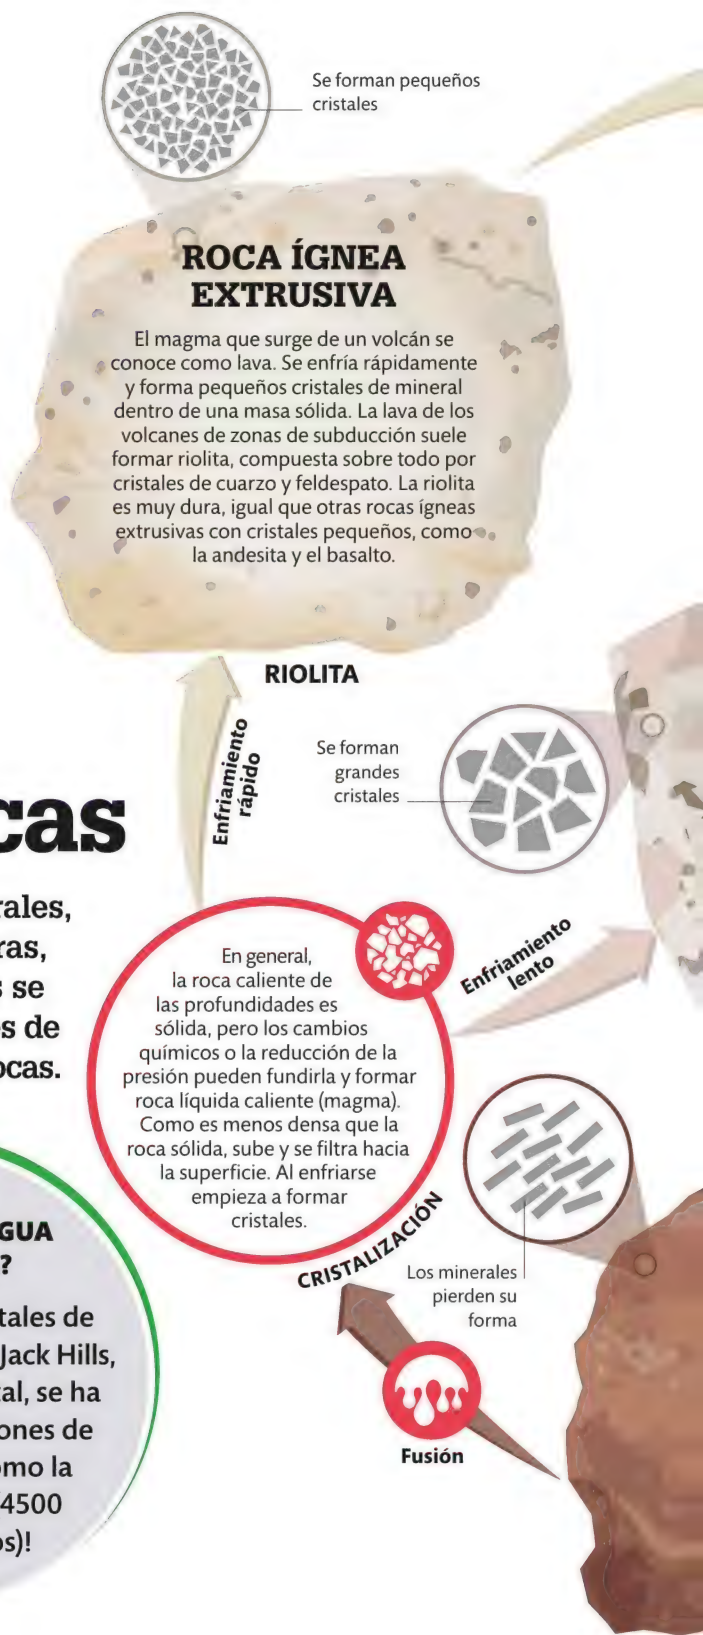 Se forman pequeños
cristales
ROCA ÍGNEA
EXTRUSIVA
El magma que surge de un volcán se
conoce como lava. Se enfría rápidamente
y forma pequeños cristales de mineral
dentro de una masa sólida. La lava de los
volcanes de zonas de subducción suele
formar riolita, compuesta sobre todo por
cristales de cuarzo y feldespato. La riolita
es muy dura, igual que otras rocas ígneas
extrusivas con cristales pequeños, como
la andesita y el basalto.
RIOLITA
Enfriamiento
rápido
Se forman
grandes
cristales
cas
rales,
ras,
s se
s de
ocas.
En general,
la roca caliente de
las profundidades es
sólida, pero los cambios
químicos o la reducción de la
presión pueden fundirla y formar
roca líquida caliente (magma).
Como es menos densa que la
roca sólida, sube y se filtra hacia
la superficie. Al enfriarse
empieza a formar
cristales.
Enfriamiento
lento
CRISTALIZACIÓN
Los minerales
pierden su
forma
Fusión
GUA
?
tales de
Jack Hills,
tal, se ha
ones de
omo la
4500
os)!